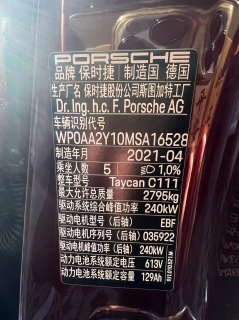 PORSCHE
品牌 保时捷 制造国 德国
生产厂名 保时捷股份公司斯图加特工厂
Dr. Ing. h.c. F. Porsche AG
车辆识别代号
WP0AA2Y10MSA16528
制造年月 2021-04
乘坐人数 5 1,0%
整车型号 Taycan C111
最大允许总质量 2795kg
驱动系统综合峰值功率 240kW
驱动电机型号（后轴） EBF
驱动电机序列号（后轴）035922
驱动电机峰值功率（后轴） 240kW
动力电池系统额定电压 613V
动力电池系统额定容量 129Ah